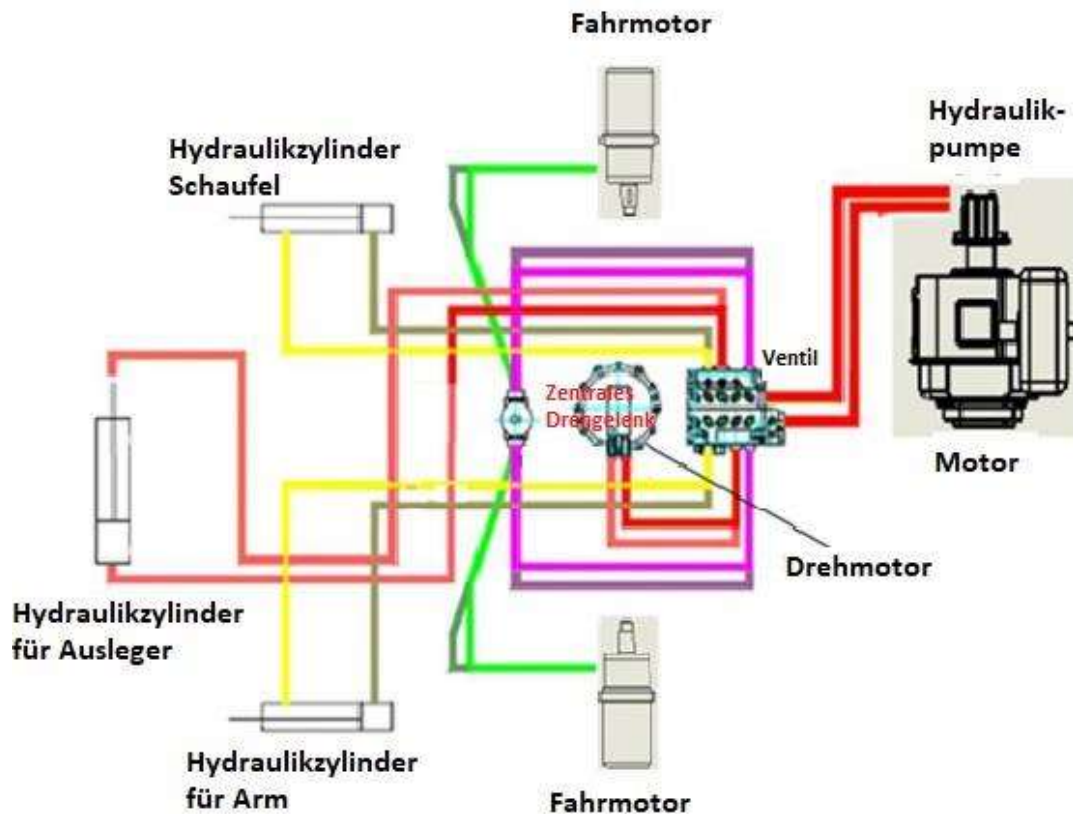 Fahrmotor
Hydraulik-
pumpe
Hydraulikzylinder
Schaufel
Ventil
Zentrales
Drehgelenk
Motor
Drehmotor
Hydraulikzylinder
für Ausleger
Hydraulikzylinder
für Arm
Fahrmotor